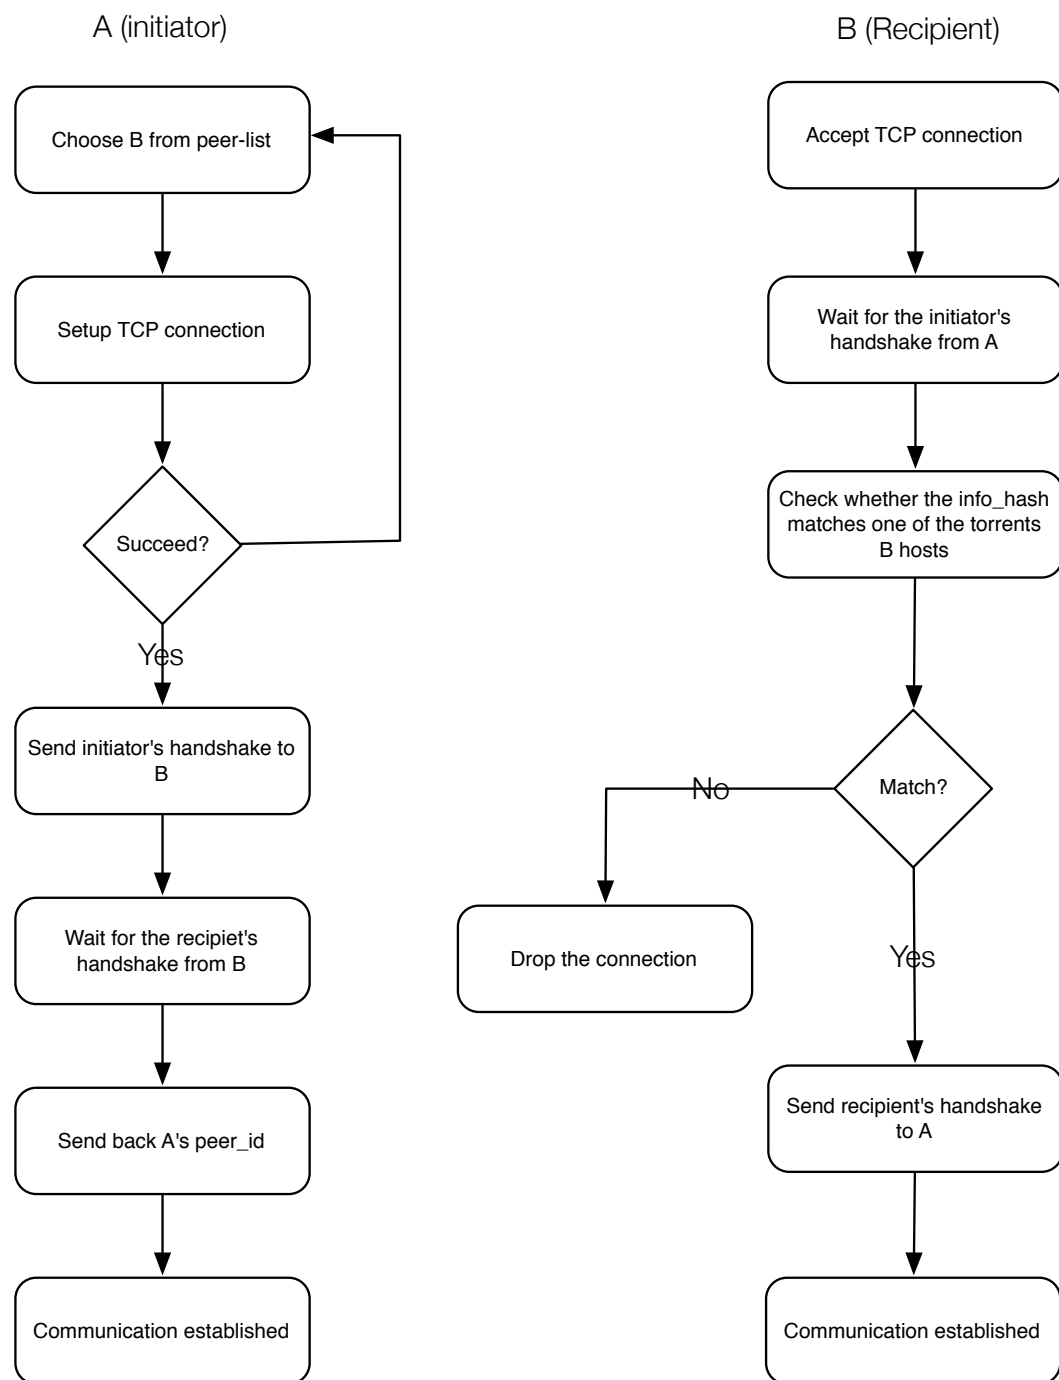 A (initiator)
Choose B from peer-list
Setup TCP connection
Succeed?
Yes
Send initiator's handshake to
B
Wait for the recipiet's
handshake from B
Send back A's peer_id
Communication established
B (Recipient)
Accept TCP connection
Wait for the initiator's
handshake from A
Check whether the info_hash
matches one of the torrents
B hosts
Match?
No
Drop the connection
Yes
Send recipient's handshake
to A
Communication established